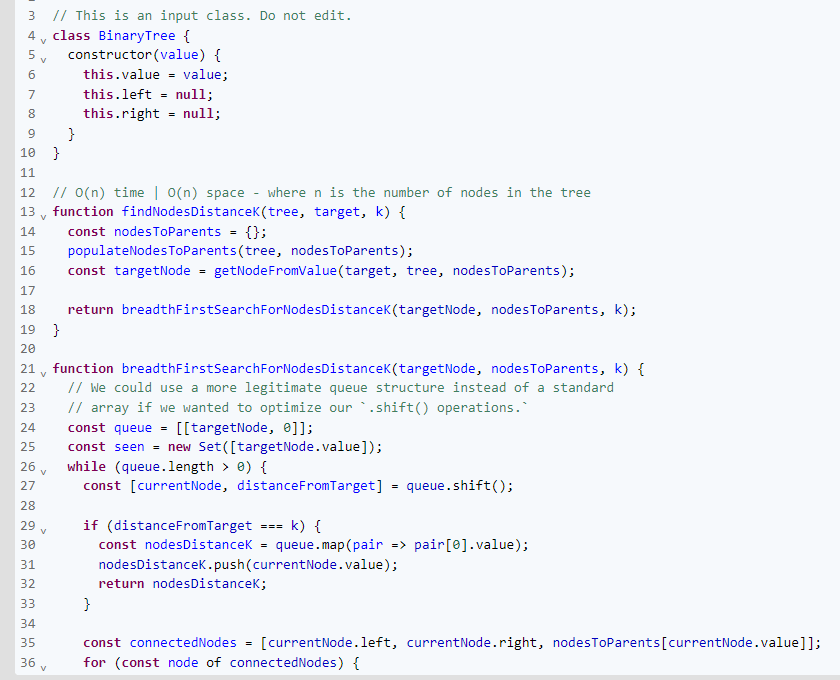 3 // This is an input class. Do not edit.
4 class BinaryTree {
5 constructor(value) {
6 this.value = value;
7 this.left = null;
8 this.right = null;
9 }
10 }
11
12 // O(n) time | O(n) space - where n is the number of nodes in the tree
13 function findNodesDistanceK(tree, target, k) {
14 const nodesToParents = {};
15 populateNodesToParents(tree, nodesToParents);
16 const targetNode = getNodeFromValue(target, tree, nodesToParents);
17
18 return breadthFirstSearchForNodesDistanceK(targetNode, nodesToParents, k);
19 }
20
21 function breadthFirstSearchForNodesDistanceK(targetNode, nodesToParents, k) {
22 // We could use a more legitimate queue structure instead of a standard
23 // array if we wanted to optimize our `.shift() operations.`
24 const queue = [[targetNode, 0]];
25 const seen = new Set([targetNode.value]);
26 while (queue.length > 0) {
27 const [currentNode, distanceFromTarget] = queue.shift();
28
29 if (distanceFromTarget === k) {
30 const nodesDistanceK = queue.map(pair => pair[0].value);
31 nodesDistanceK.push(currentNode.value);
32 return nodesDistanceK;
33 }
34
35 const connectedNodes = [currentNode.left, currentNode.right, nodesToParents[currentNode.value]];
36 for (const node of connectedNodes) {